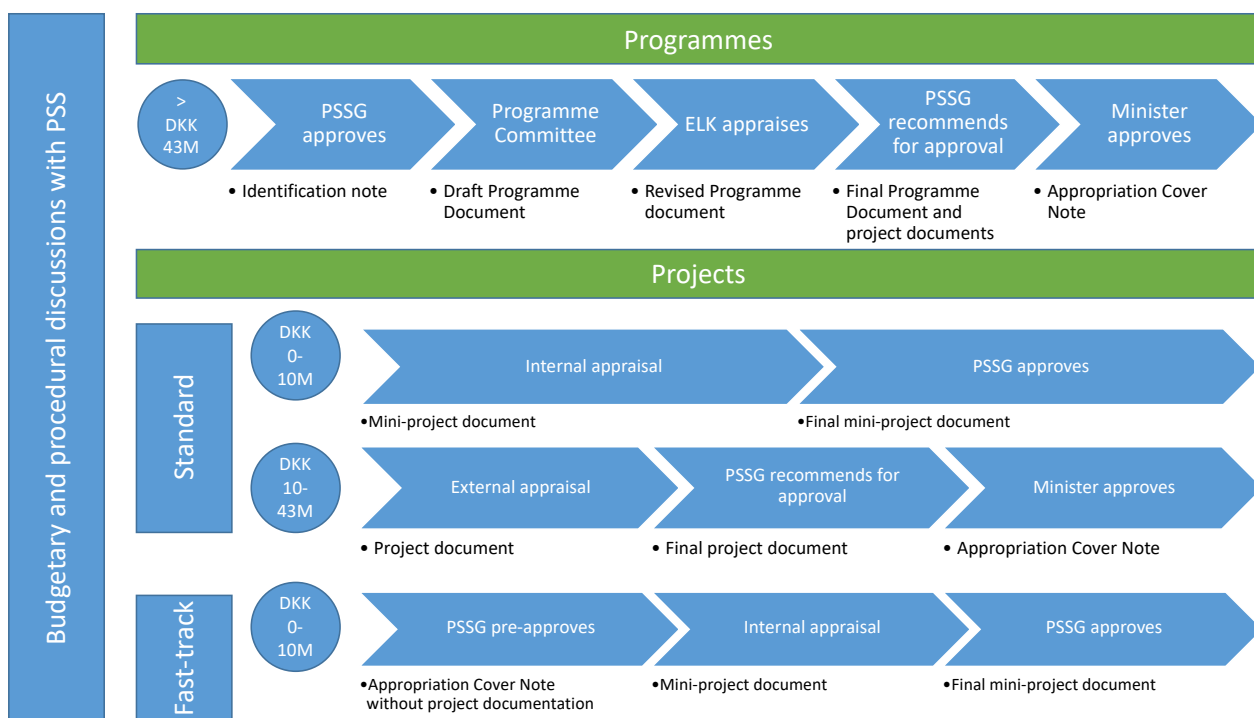 Budgetary and procedural discussions with PSS
Programmes
>
DKK
43M
PSSG
approves
Programme
Committee
ELK appraises
PSSG
recommends
for approval
Minister
approves
• Identification note
• Draft Programme
Document
• Revised Programme
document
• Final Programme
Document and
project documents
• Appropriation Cover
Note
Projects
Standard
DKK
0-
10M
Internal appraisal
PSSG approves
•Mini-project document
•Final mini-project document
DKK
10-
43M
External appraisal
PSSG recommends for
approval
Minister approves
• Project document
• Final project document
• Appropriation Cover Note
Fast-track
DKK
0-
10M
PSSG pre-approves
Internal appraisal
PSSG approves
•Appropriation Cover Note
without project documentation
•Mini-project document
•Final mini-project document